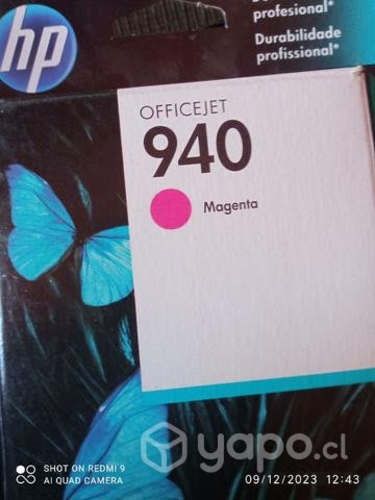 profesional*
Durabilidade
profissional*
hp
OFFICEJET
940
Magenta
yapo.cl
SHOT ON REDMI 9
AI QUAD CAMERA
09/12/2023 12:43